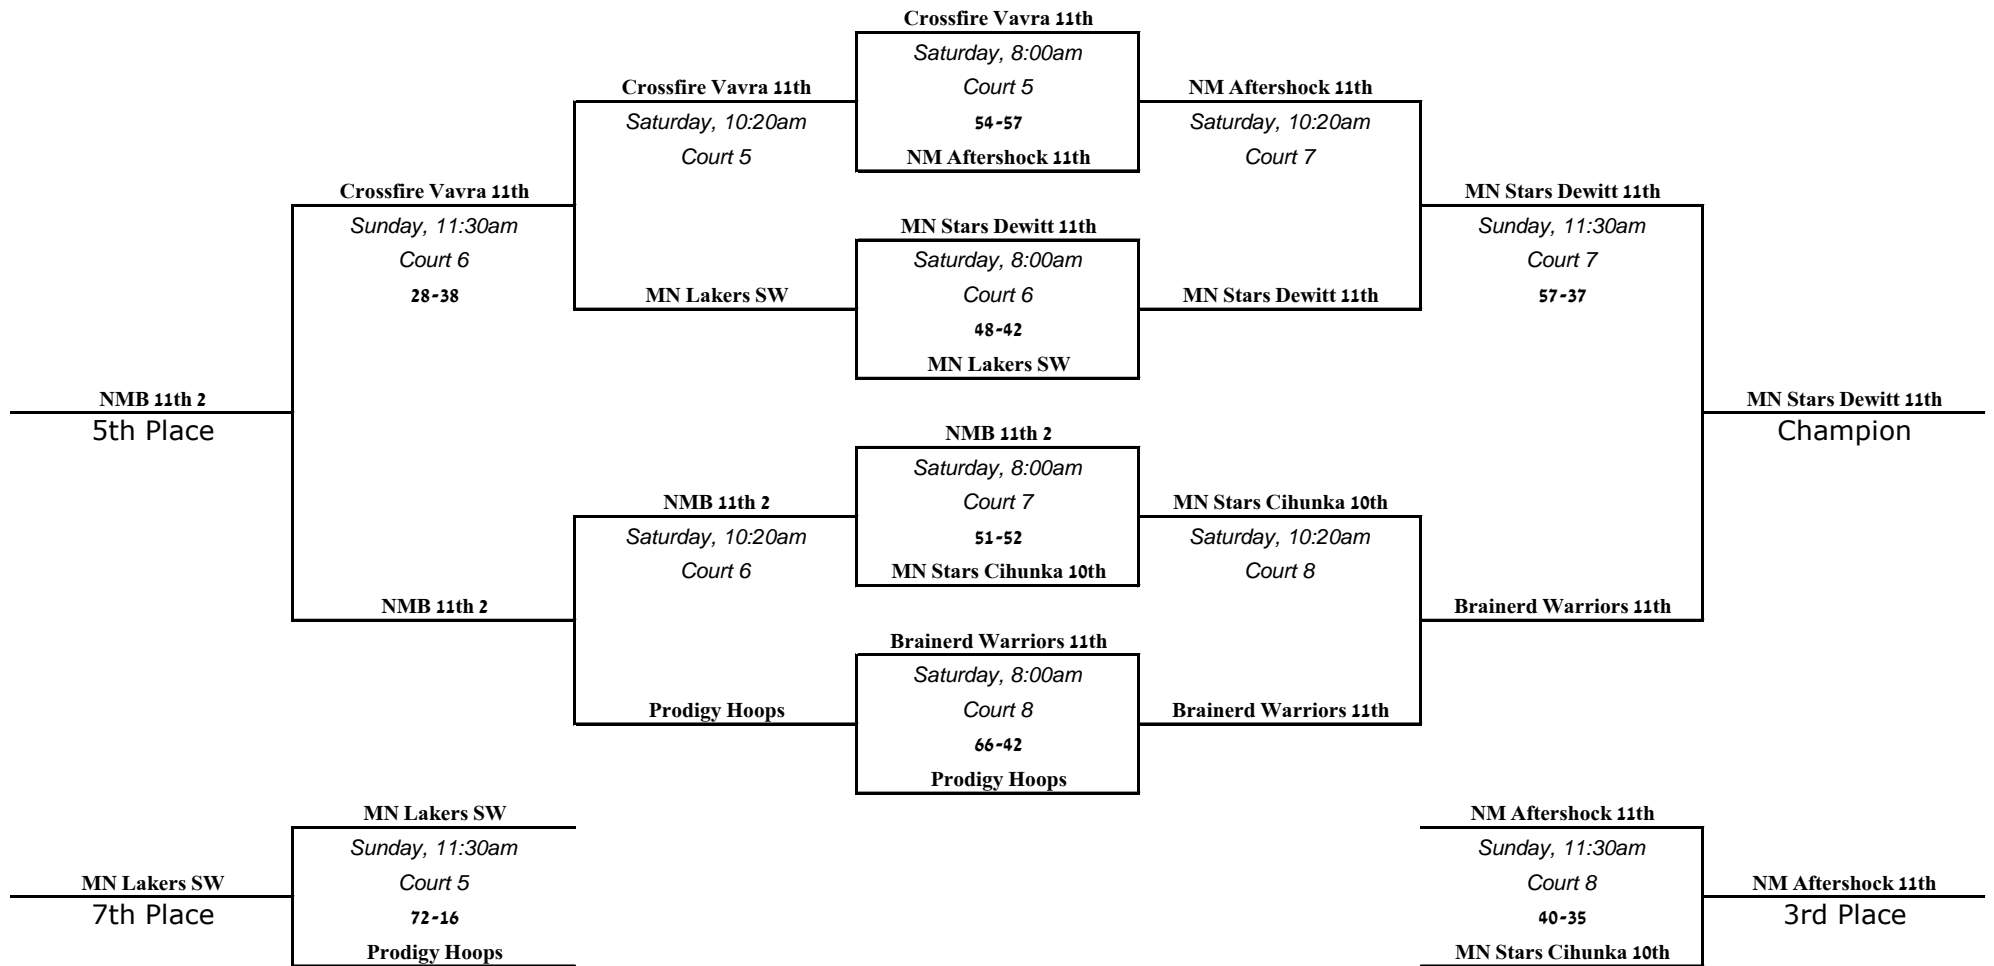 Crossfire Vavra 11th
Saturday, 8:00am
Crossfire Vavra 11th
Court 5
NM Aftershock 11th
Saturday, 10:20am
54-57
Saturday, 10:20am
Court 5
NM Aftershock 11th
Court 7
Crossfire Vavra 11th
MN Stars Dewitt 11th
Sunday, 11:30am
MN Stars Dewitt 11th
Sunday, 11:30am
Court 6
Saturday, 8:00am
Court 7
28-38
MN Lakers SW
Court 6
MN Stars Dewitt 11th
57-37
48-42
MN Lakers SW
NMB 11th 2
MN Stars Dewitt 11th
5th Place
NMB 11th 2
Champion
Saturday, 8:00am
NMB 11th 2
Court 7
MN Stars Cihunka 10th
Saturday, 10:20am
51-52
Saturday, 10:20am
Court 6
MN Stars Cihunka 10th
Court 8
NMB 11th 2
Brainerd Warriors 11th
Brainerd Warriors 11th
Saturday, 8:00am
Prodigy Hoops
Court 8
Brainerd Warriors 11th
66-42
Prodigy Hoops
MN Lakers SW
NM Aftershock 11th
Sunday, 11:30am
Sunday, 11:30am
MN Lakers SW
Court 5
Court 8
NM Aftershock 11th
7th Place
72-16
40-35
3rd Place
Prodigy Hoops
MN Stars Cihunka 10th